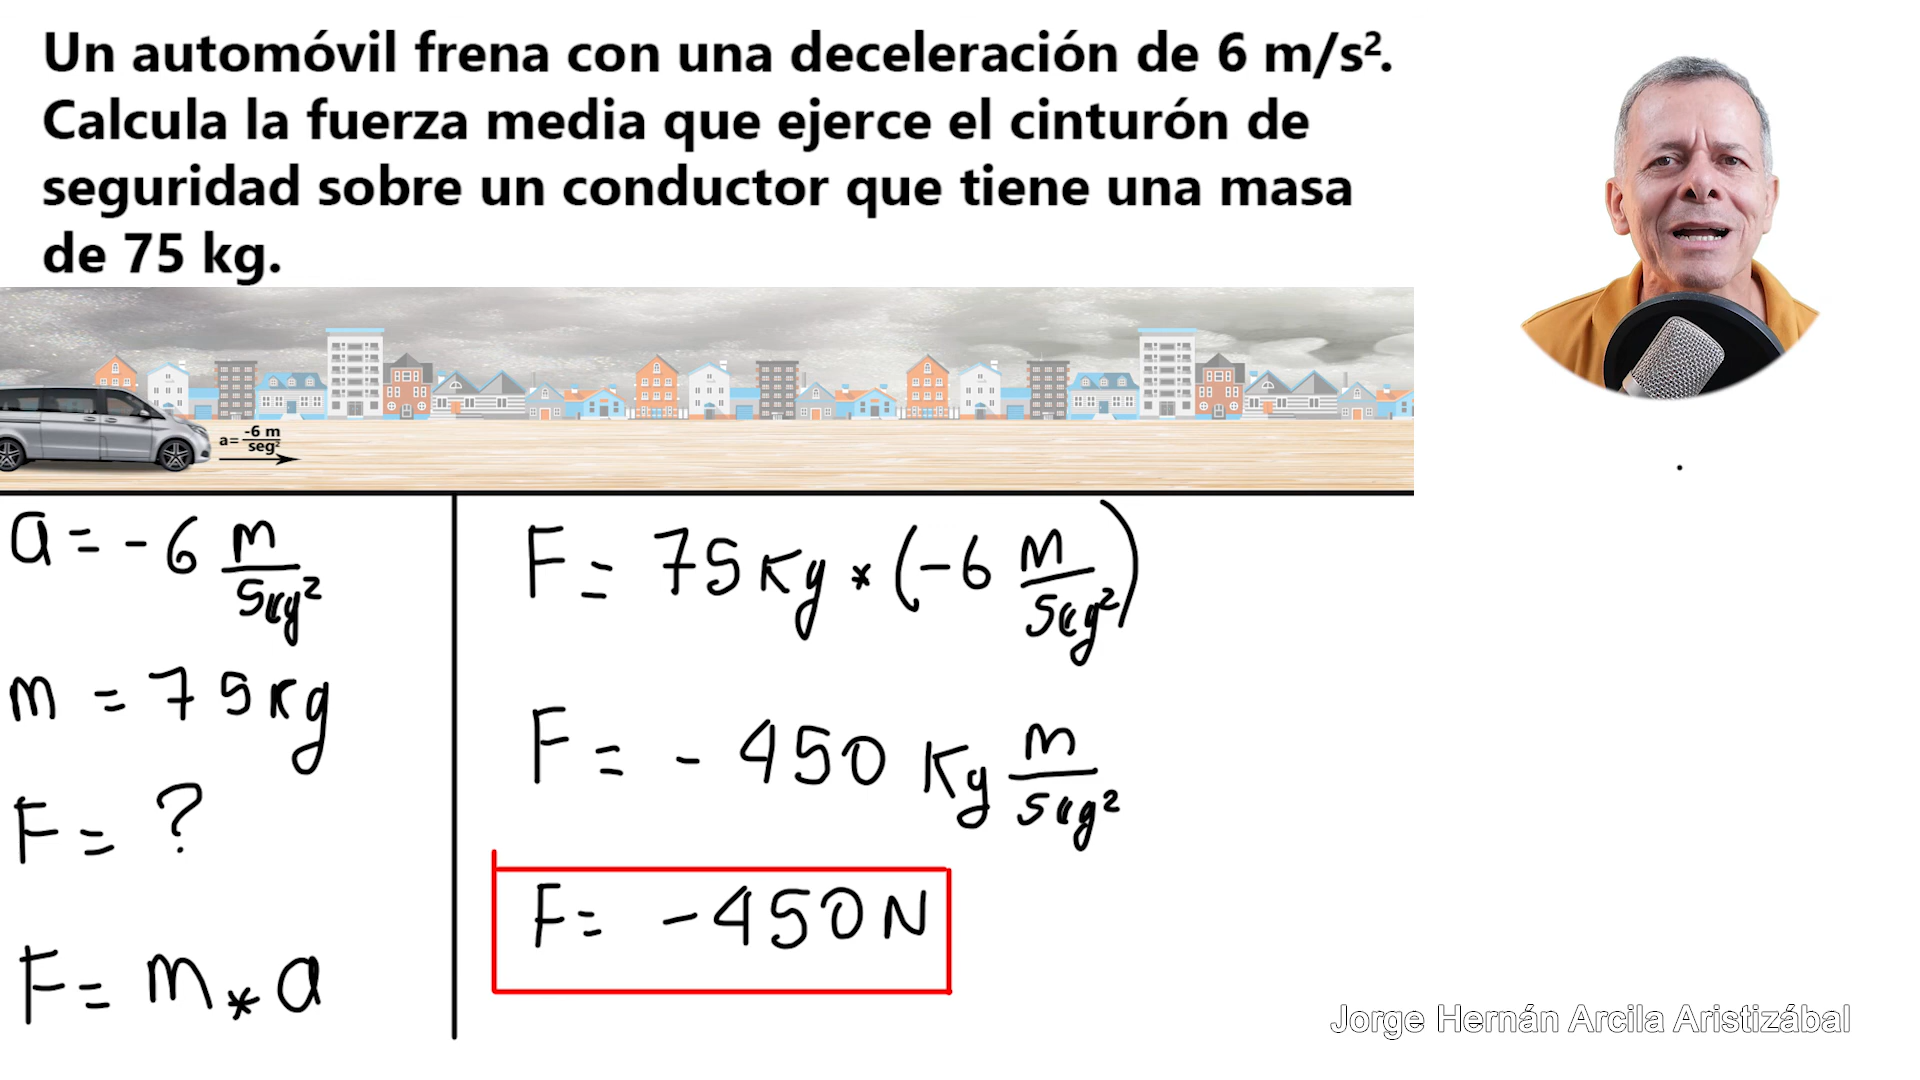 Un automóvil frena con una deceleración de 6 m/s².
Calcula la fuerza media que ejerce el cinturón de
seguridad sobre un conductor que tiene una masa
de 75 kg.
a= -6 m / seg²
a = -6 m / seg²
m = 75 Kg
F = ?
F = m * a
F = 75 Kg * (-6 m / seg²)
F = - 450 Kg m / seg²
F = - 450 N
Jorge Hernán Arcila Aristizábal